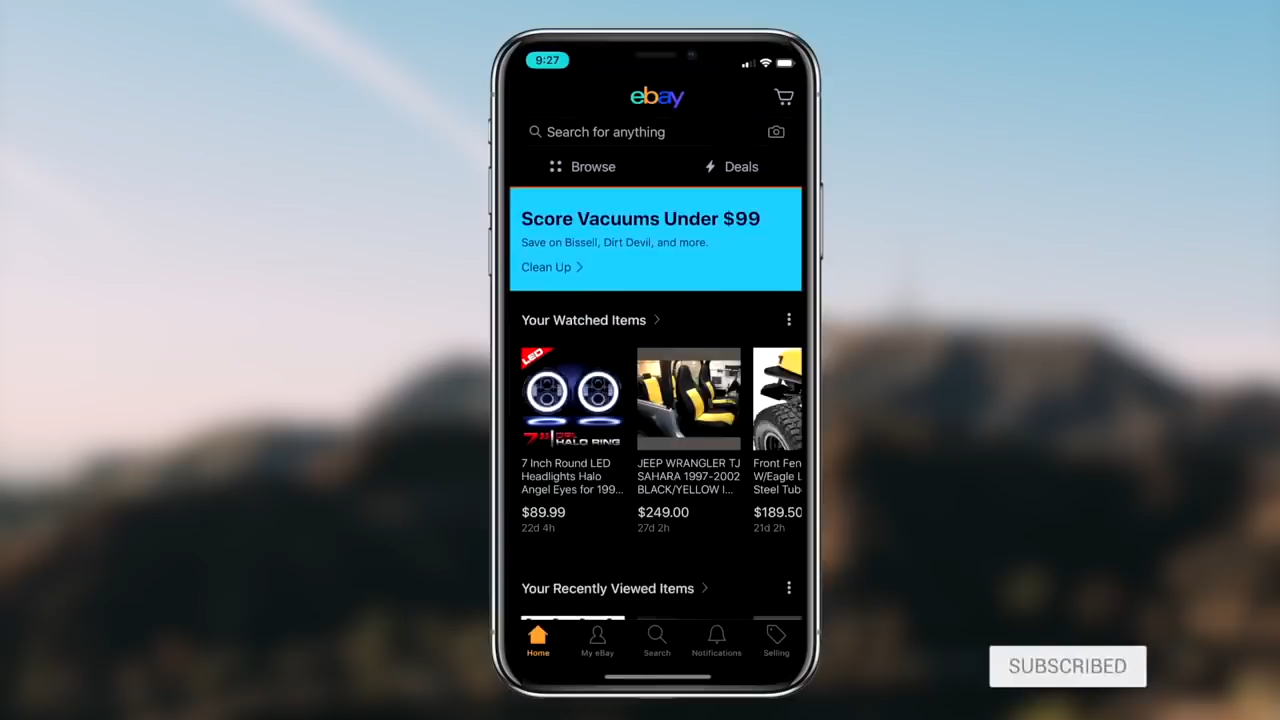 9:27
ebay
Search for anything
Browse
Deals
Score Vacuums Under $99
Save on Bissell, Dirt Devil, and more.
Clean Up
Your Watched Items
LED
HALO RING
7 Inch Round LED
Headlights Halo
Angel Eyes for 199...
$89.99
22d 4h
JEEP WRANGLER TJ
SAHARA 1997-2002
BLACK/YELLOW I...
$249.00
27d 2h
Front Fen
W/Eagle L
Steel Tub
$189.50
21d 2h
Your Recently Viewed Items
Home
My eBay
Search
Notifications
Selling
SUBSCRIBED